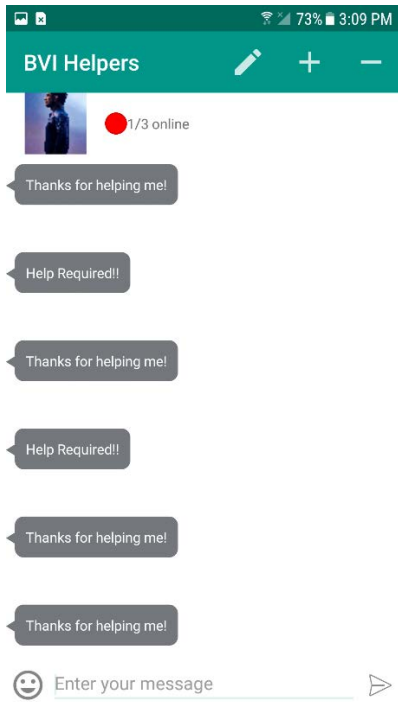 73% 3:09 PM
BVI Helpers
1/3 online
Thanks for helping me!
Help Required!!
Thanks for helping me!
Help Required!!
Thanks for helping me!
Thanks for helping me!
Enter your message